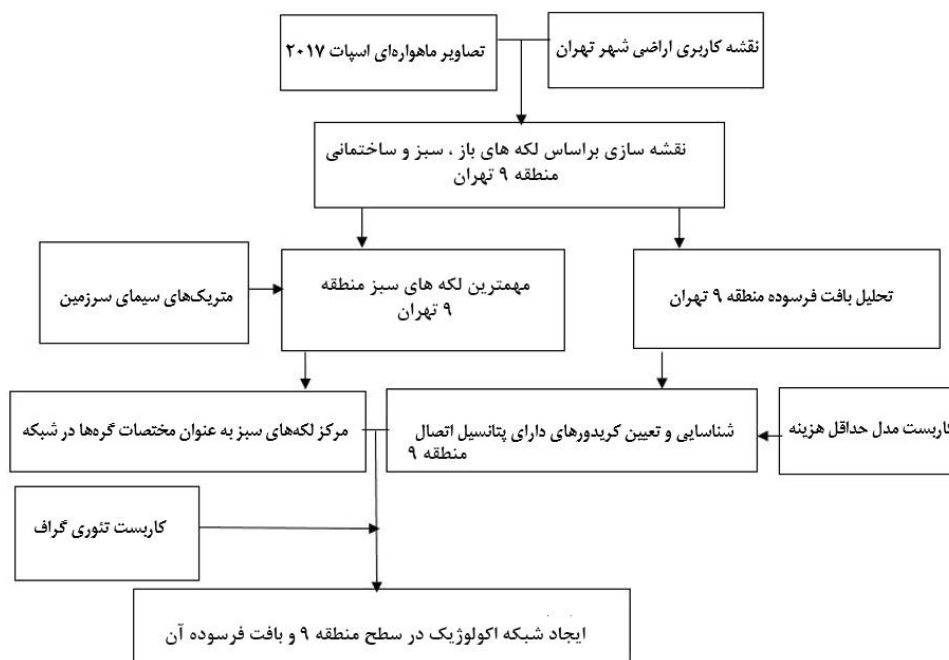 نقشه کاربری اراضی شهر تهران
تصاویر ماهواره‌ای اسپات ۲۰۱۷
نقشه سازی براساس لکه های باز ، سبز و ساختمانی
منطقه ۹ تهران
تحلیل بافت فرسوده منطقه ۹ تهران
مهمترین لکه های سبز منطقه
۹ تهران
متریک‌های سیمای سرزمین
کاربست مدل حداقل هزینه
شناسایی و تعیین کریدورهای دارای پتانسیل اتصال
منطقه ۹
مرکز لکه‌های سبز به عنوان مختصات گره‌ها در شبکه
کاربست تئوری گراف
ایجاد شبکه اکولوژیک در سطح منطقه ۹ و بافت فرسوده آن